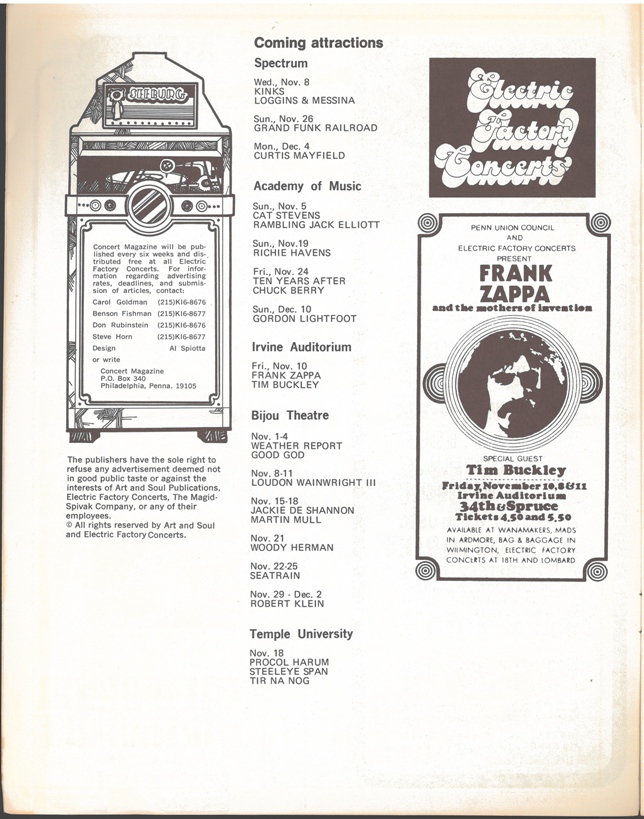 SEEBURG
Concert Magazine will be pub-
lished every six weeks and dis-
tributed free at all Electric
Factory Concerts. For infor-
mation regarding advertising
rates, deadlines, and submis-
sion of articles, contact:
Carol Goldman (215)KI6-8676
Benson Fishman (215)KI6-8677
Don Rubinstein (215)KI6-8676
Steve Horn (215)KI6-8677
Design Al Spiotta
or write
Concert Magazine
P.O. Box 340
Philadelphia, Penna. 19105
The publishers have the sole right to
refuse any advertisement deemed not
in good public taste or against the
interests of Art and Soul Publications,
Electric Factory Concerts, The Magid-
Spivak Company, or any of their
employees.
© All rights reserved by Art and Soul
and Electric Factory Concerts.
Coming attractions
Spectrum
Wed., Nov. 8
KINKS
LOGGINS & MESSINA
Sun., Nov. 26
GRAND FUNK RAILROAD
Mon., Dec. 4
CURTIS MAYFIELD
Academy of Music
Sun., Nov. 5
CAT STEVENS
RAMBLING JACK ELLIOTT
Sun., Nov.19
RICHIE HAVENS
Fri., Nov. 24
TEN YEARS AFTER
CHUCK BERRY
Sun., Dec. 10
GORDON LIGHTFOOT
Irvine Auditorium
Fri., Nov. 10
FRANK ZAPPA
TIM BUCKLEY
Bijou Theatre
Nov. 1-4
WEATHER REPORT
GOOD GOD
Nov. 8-11
LOUDON WAINWRIGHT III
Nov. 15-18
JACKIE DE SHANNON
MARTIN MULL
Nov. 21
WOODY HERMAN
Nov. 22-25
SEATRAIN
Nov. 29 - Dec. 2
ROBERT KLEIN
Temple University
Nov. 18
PROCOL HARUM
STEELEYE SPAN
TIR NA NOG
Electric
Factory
Concerts
PENN UNION COUNCIL
AND
ELECTRIC FACTORY CONCERTS
PRESENT
FRANK
ZAPPA
and the mothers of invention
SPECIAL GUEST
Tim Buckley
Friday, November 10, 8&11
Irvine Auditorium
34th&Spruce
Tickets 4.50 and 5.50
AVAILABLE AT WANAMAKERS, MADS
IN ARDMORE, BAG & BAGGAGE IN
WILMINGTON, ELECTRIC FACTORY
CONCERTS AT 18TH AND LOMBARD